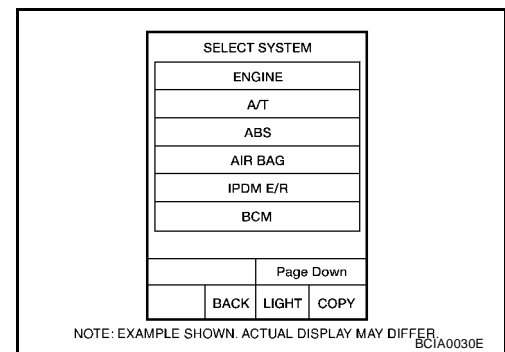 SELECT SYSTEM
ENGINE
A/T
ABS
AIR BAG
IPDM E/R
BCM
Page Down
BACK LIGHT COPY
NOTE: EXAMPLE SHOWN. ACTUAL DISPLAY MAY DIFFER.
BCIA0030E